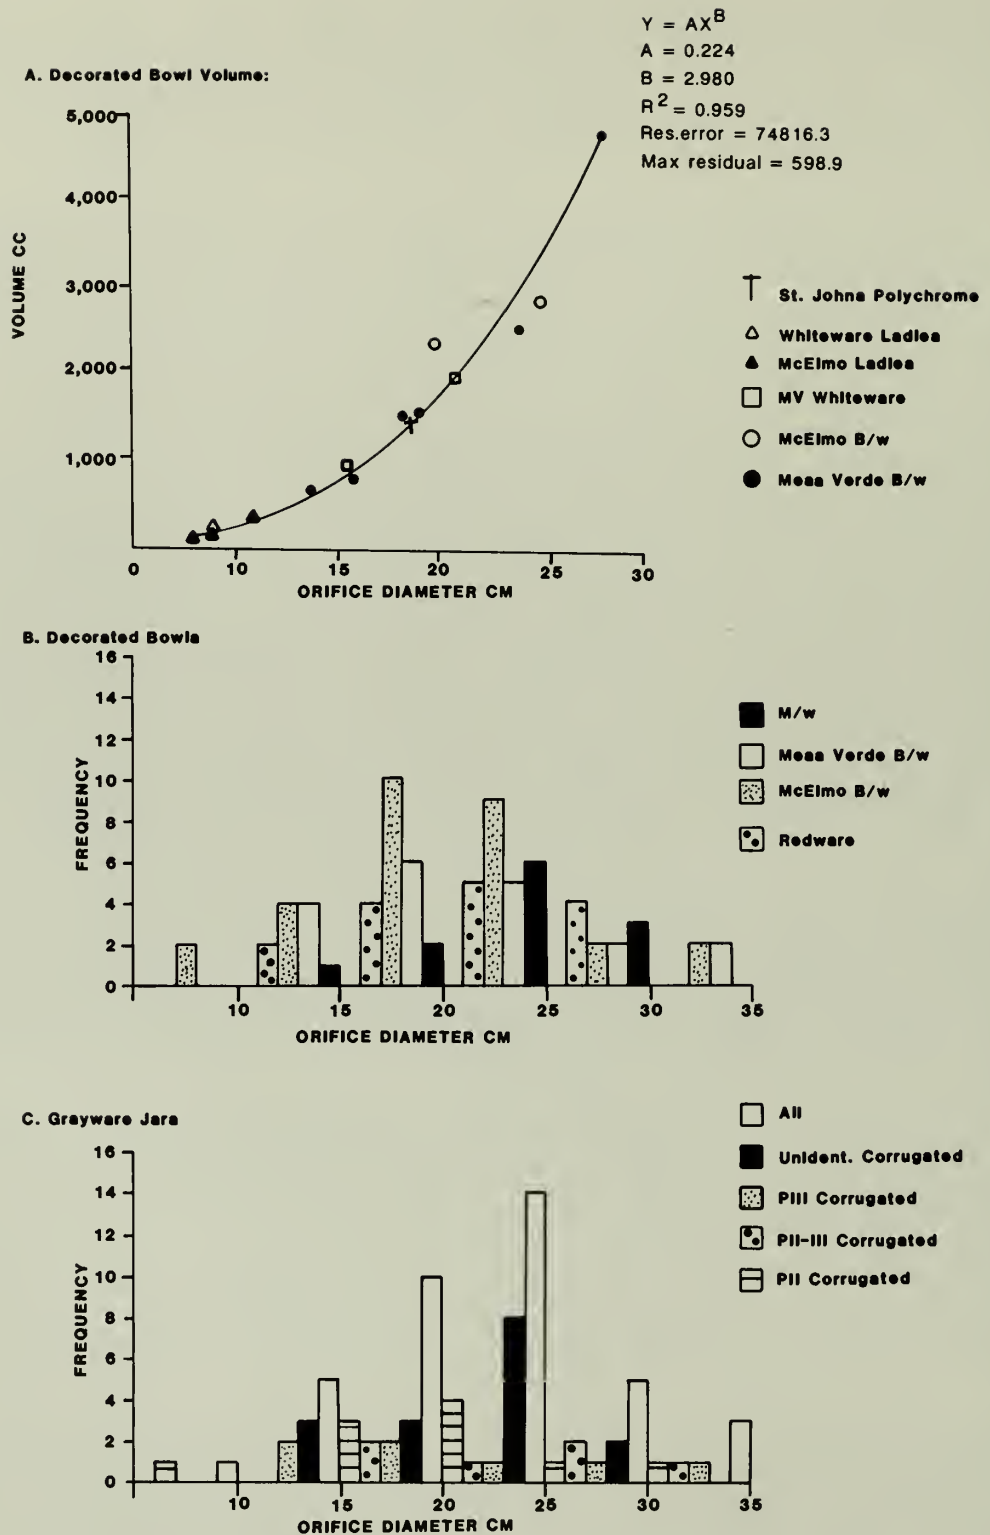 Y = AX^B
A = 0.224
B = 2.980
R^2 = 0.959
Res.error = 74816.3
Max residual = 598.9
A. Decorated Bowl Volume:
5,000
4,000
3,000
2,000
1,000
VOLUME CC
0 10 15 20 25 30
ORIFICE DIAMETER CM
St. Johns Polychrome
Whiteware Ladles
McElmo Ladles
MV Whiteware
McElmo B/w
Mesa Verde B/w
B. Decorated Bowls
16
14
12
10
8
6
4
2
0
FREQUENCY
10 15 20 25 30 35
ORIFICE DIAMETER CM
M/w
Mesa Verde B/w
McElmo B/w
Redware
C. Grayware Jars
16
14
12
10
8
6
4
2
0
FREQUENCY
10 15 20 25 30 35
ORIFICE DIAMETER CM
All
Unident. Corrugated
PIII Corrugated
PII-III Corrugated
PII Corrugated